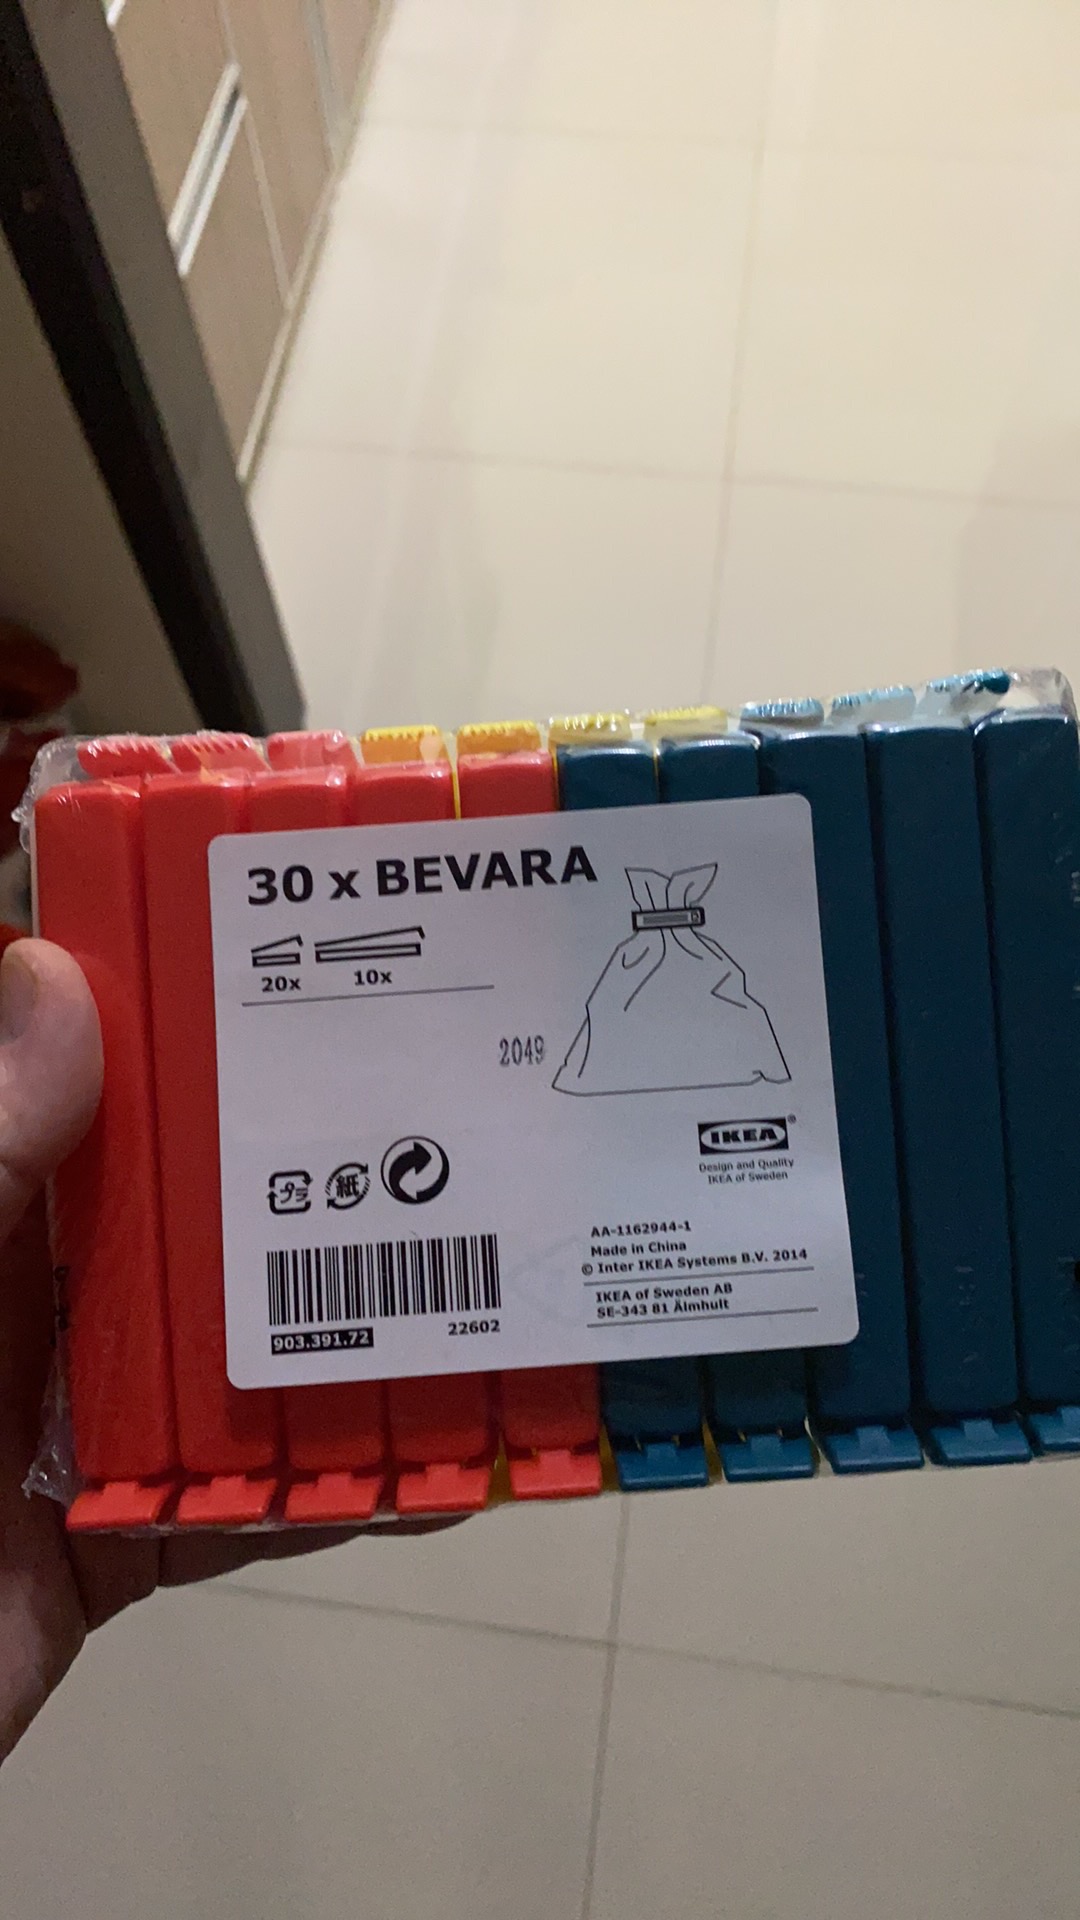 30 x BEVARA
20x 10x
2049
プラ 紙
IKEA®
Design and Quality
IKEA of Sweden
AA-1162944-1
Made in China
© Inter IKEA Systems B.V. 2014
IKEA of Sweden AB
SE-343 81 Älmhult
903.391.72
22602